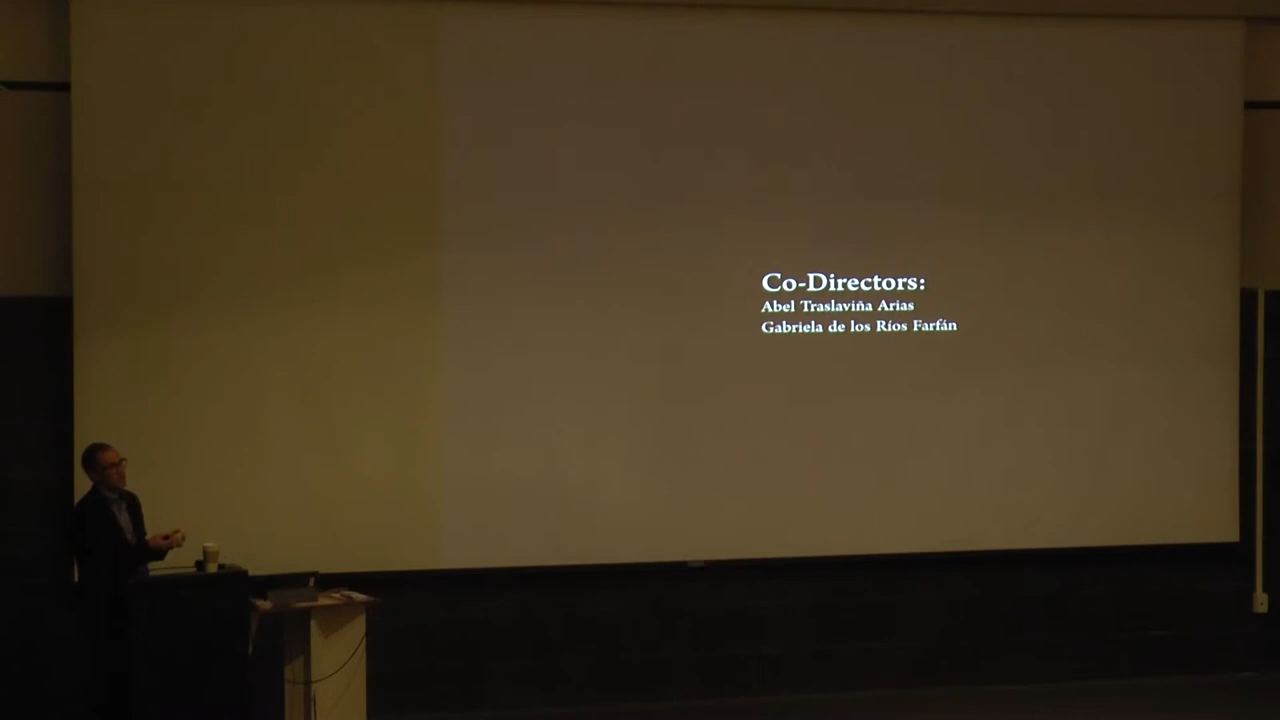 Co-Directors:
Abel Traslaviña Arias
Gabriela de los Ríos Farfán